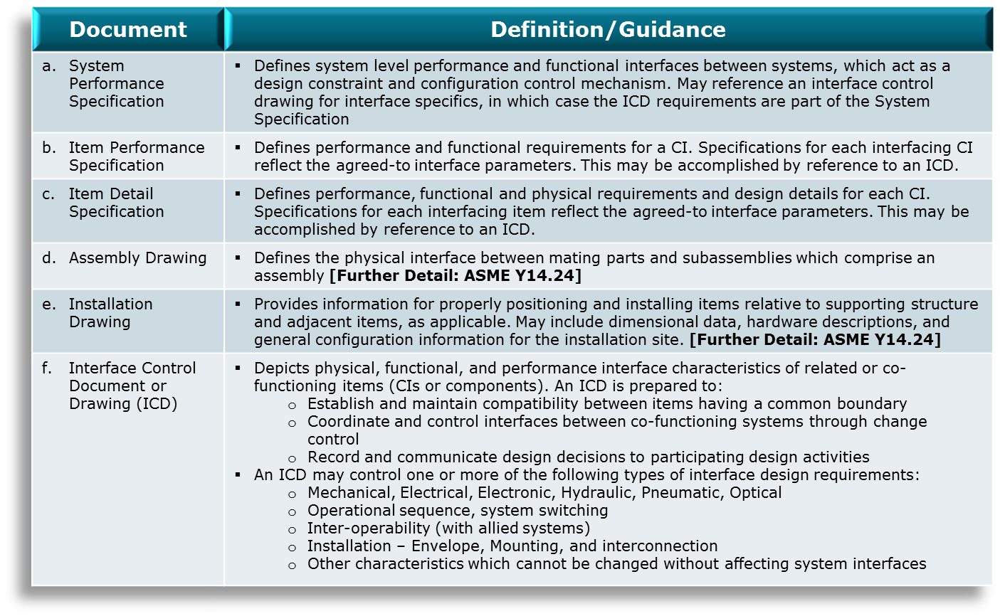 Document
Definition/Guidance
a. System
Performance
Specification
▪ Defines system level performance and functional interfaces between systems, which act as a
design constraint and configuration control mechanism. May reference an interface control
drawing for interface specifics, in which case the ICD requirements are part of the System
Specification
b. Item Performance
Specification
▪ Defines performance and functional requirements for a CI. Specifications for each interfacing CI
reflect the agreed-to interface parameters. This may be accomplished by reference to an ICD.
c. Item Detail
Specification
▪ Defines performance, functional and physical requirements and design details for each CI.
Specifications for each interfacing item reflect the agreed-to interface parameters. This may be
accomplished by reference to an ICD.
d. Assembly Drawing
▪ Defines the physical interface between mating parts and subassemblies which comprise an
assembly [Further Detail: ASME Y14.24]
e. Installation
Drawing
▪ Provides information for properly positioning and installing items relative to supporting structure
and adjacent items, as applicable. May include dimensional data, hardware descriptions, and
general configuration information for the installation site. [Further Detail: ASME Y14.24]
f. Interface Control
Document or
Drawing (ICD)
▪ Depicts physical, functional, and performance interface characteristics of related or co-
functioning items (CIs or components). An ICD is prepared to:
o Establish and maintain compatibility between items having a common boundary
o Coordinate and control interfaces between co-functioning systems through change
control
o Record and communicate design decisions to participating design activities
▪ An ICD may control one or more of the following types of interface design requirements:
o Mechanical, Electrical, Electronic, Hydraulic, Pneumatic, Optical
o Operational sequence, system switching
o Inter-operability (with allied systems)
o Installation – Envelope, Mounting, and interconnection
o Other characteristics which cannot be changed without affecting system interfaces